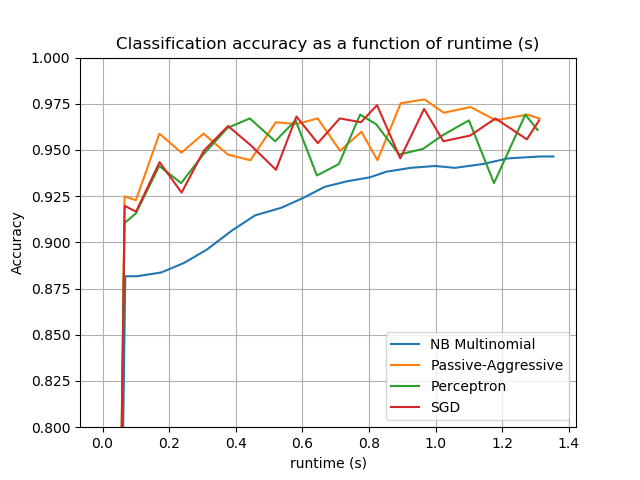 Classification accuracy as a function of runtime (s)
1.000
0.975
0.950
0.925
0.900
0.875
0.850
0.825
0.800
Accuracy
NB Multinomial
Passive-Aggressive
Perceptron
SGD
0.0 0.2 0.4 0.6 0.8 1.0 1.2 1.4
runtime (s)